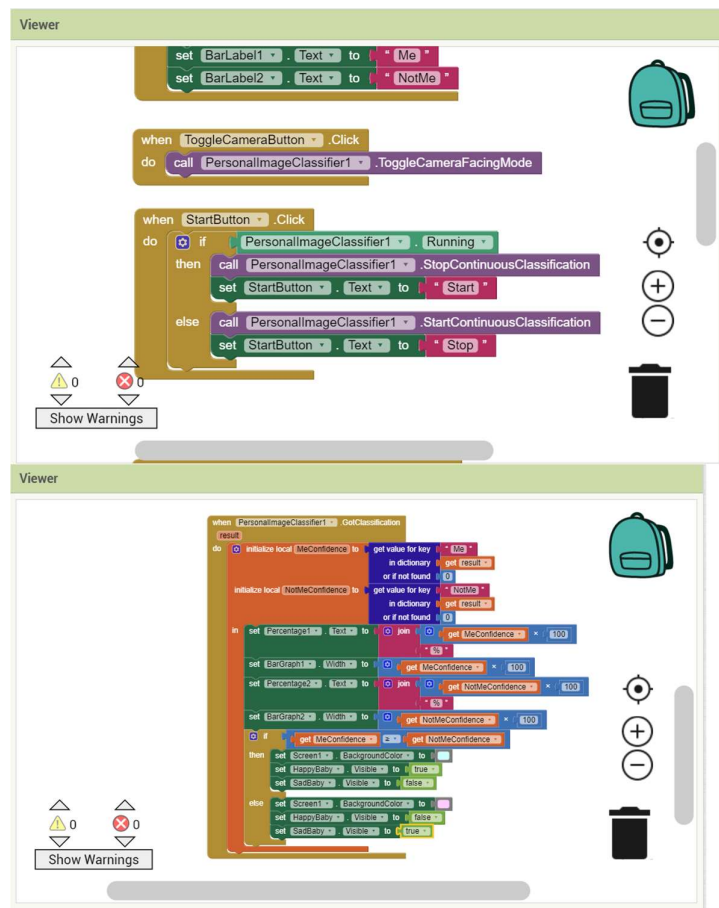 Viewer
set BarLabel1 . Text to " Me "
set BarLabel2 . Text to " NotMe "
when ToggleCameraButton .Click
do call PersonalImageClassifier1 .ToggleCameraFacingMode
when StartButton .Click
do if PersonalImageClassifier1 . Running
then call PersonalImageClassifier1 .StopContinuousClassification
set StartButton . Text to " Start "
else call PersonalImageClassifier1 .StartContinuousClassification
set StartButton . Text to " Stop "
0 0
Show Warnings
Viewer
when PersonalImageClassifier1 .GotClassification
result
do initialize local MeConfidence to get value for key " Me "
in dictionary get result
or if not found 0
initialize local NotMeConfidence to get value for key " NotMe "
in dictionary get result
or if not found 0
in set Percentage1 . Text to join get MeConfidence × 100
" % "
set BarGraph1 . Width to get MeConfidence × 100
set Percentage2 . Text to join get NotMeConfidence × 100
" % "
set BarGraph2 . Width to get NotMeConfidence × 100
if get MeConfidence ≥ get NotMeConfidence
then set Screen1 . BackgroundColor to
set HappyBaby . Visible to true
set SadBaby . Visible to false
else set Screen1 . BackgroundColor to
set HappyBaby . Visible to false
set SadBaby . Visible to true
0 0
Show Warnings